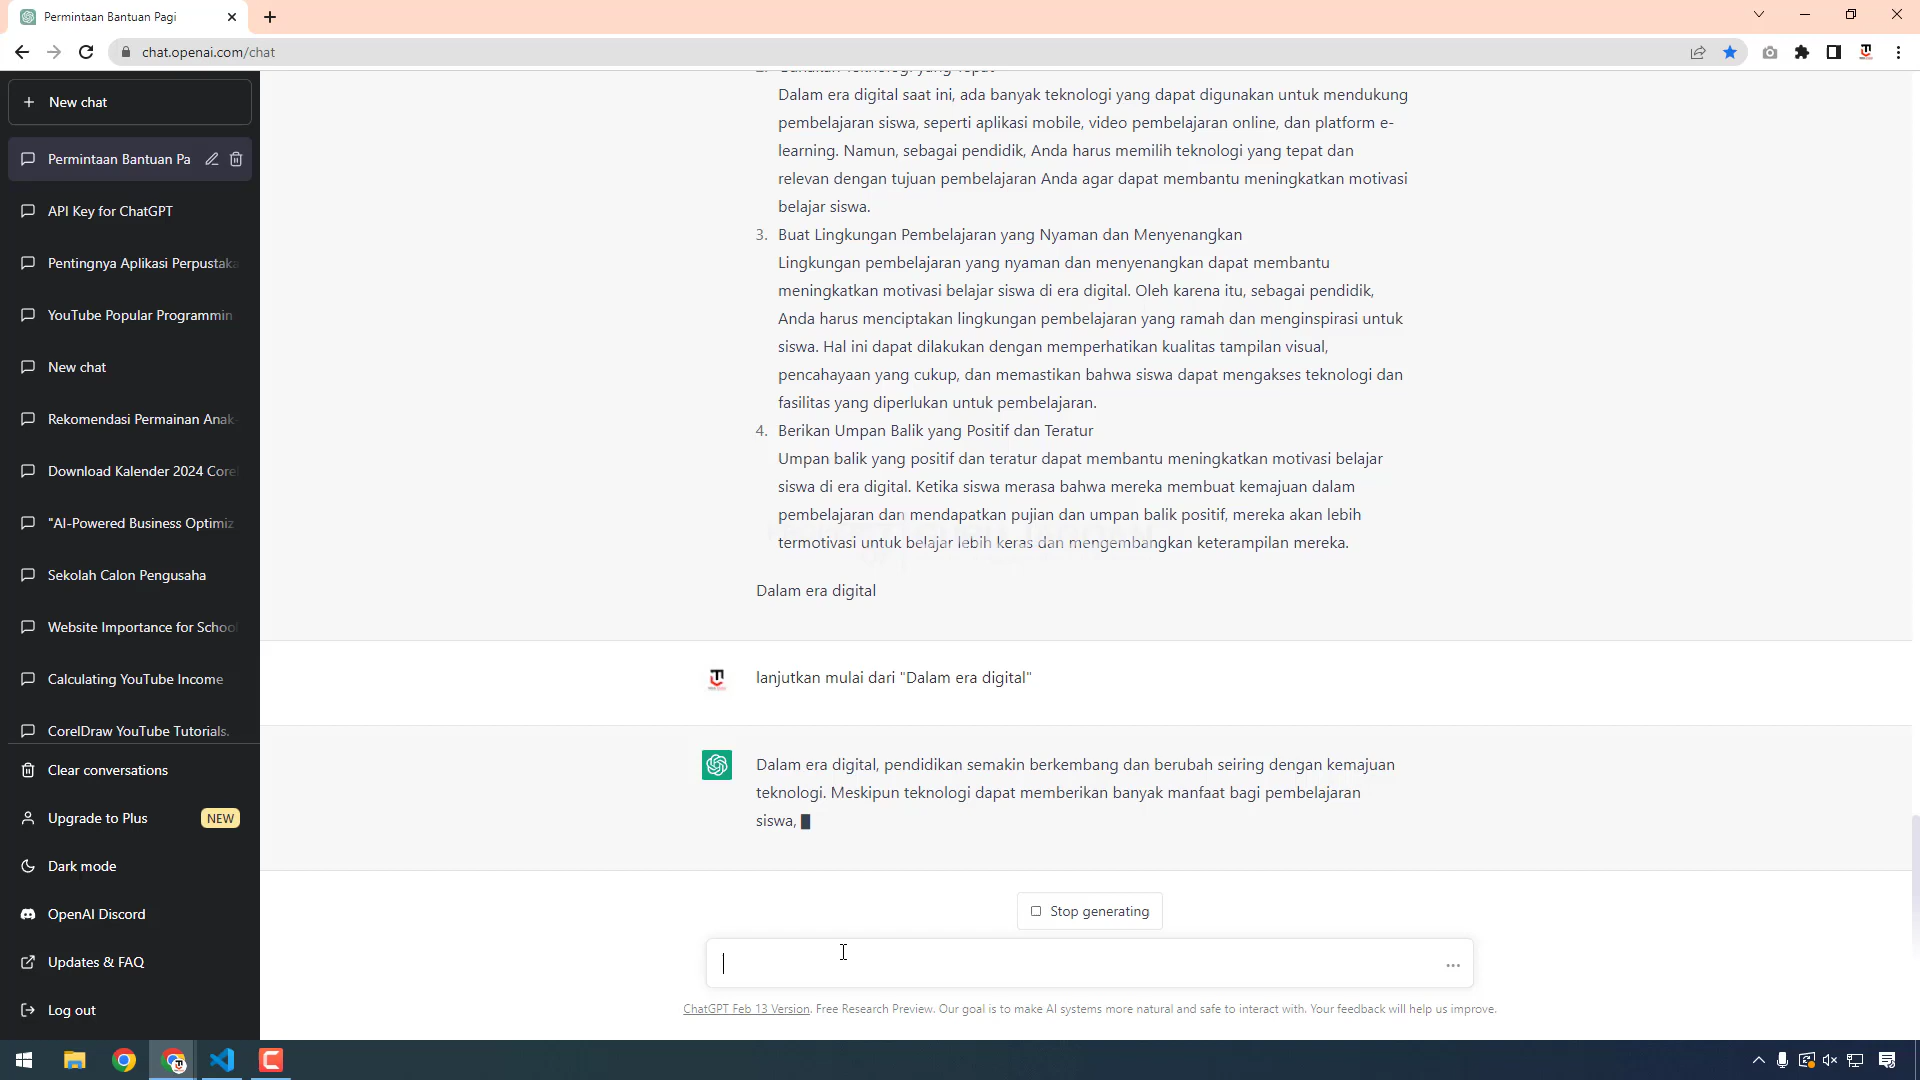 Permintaan Bantuan Pagi
chat.openai.com/chat
New chat
Permintaan Bantuan Pa
API Key for ChatGPT
Pentingnya Aplikasi Perpustaka
YouTube Popular Programmin
New chat
Rekomendasi Permainan Anak-
Download Kalender 2024 Core
"AI-Powered Business Optimiz
Sekolah Calon Pengusaha
Website Importance for School
Calculating YouTube Income
CorelDraw YouTube Tutorials.
Clear conversations
Upgrade to Plus NEW
Dark mode
OpenAI Discord
Updates & FAQ
Log out
2. Gunakan Teknologi yang Tepat
Dalam era digital saat ini, ada banyak teknologi yang dapat digunakan untuk mendukung
pembelajaran siswa, seperti aplikasi mobile, video pembelajaran online, dan platform e-
learning. Namun, sebagai pendidik, Anda harus memilih teknologi yang tepat dan
relevan dengan tujuan pembelajaran Anda agar dapat membantu meningkatkan motivasi
belajar siswa.
3. Buat Lingkungan Pembelajaran yang Nyaman dan Menyenangkan
Lingkungan pembelajaran yang nyaman dan menyenangkan dapat membantu
meningkatkan motivasi belajar siswa di era digital. Oleh karena itu, sebagai pendidik,
Anda harus menciptakan lingkungan pembelajaran yang ramah dan menginspirasi untuk
siswa. Hal ini dapat dilakukan dengan memperhatikan kualitas tampilan visual,
pencahayaan yang cukup, dan memastikan bahwa siswa dapat mengakses teknologi dan
fasilitas yang diperlukan untuk pembelajaran.
4. Berikan Umpan Balik yang Positif dan Teratur
Umpan balik yang positif dan teratur dapat membantu meningkatkan motivasi belajar
siswa di era digital. Ketika siswa merasa bahwa mereka membuat kemajuan dalam
pembelajaran dan mendapatkan pujian dan umpan balik positif, mereka akan lebih
termotivasi untuk belajar lebih keras dan mengembangkan keterampilan mereka.
Dalam era digital
lanjutkan mulai dari "Dalam era digital"
Dalam era digital, pendidikan semakin berkembang dan berubah seiring dengan kemajuan
teknologi. Meskipun teknologi dapat memberikan banyak manfaat bagi pembelajaran
siswa,
Stop generating
ChatGPT Feb 13 Version. Free Research Preview. Our goal is to make AI systems more natural and safe to interact with. Your feedback will help us improve.